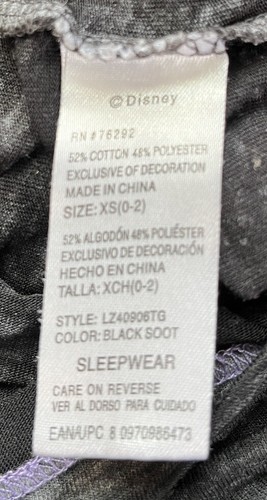 ©Disney
RN #76292
52% COTTON 48% POLYESTER
EXCLUSIVE OF DECORATION
MADE IN CHINA
SIZE: XS(0-2)
52% ALGODÓN 48% POLIÉSTER
EXCLUSIVO DE DECORACIÓN
HECHO EN CHINA
TALLA: XCH(0-2)
STYLE: LZ40906TG
COLOR: BLACK SOOT
SLEEPWEAR
CARE ON REVERSE
VER AL DORSO PARA CUIDADO
EAN/UPC 8 0970986473